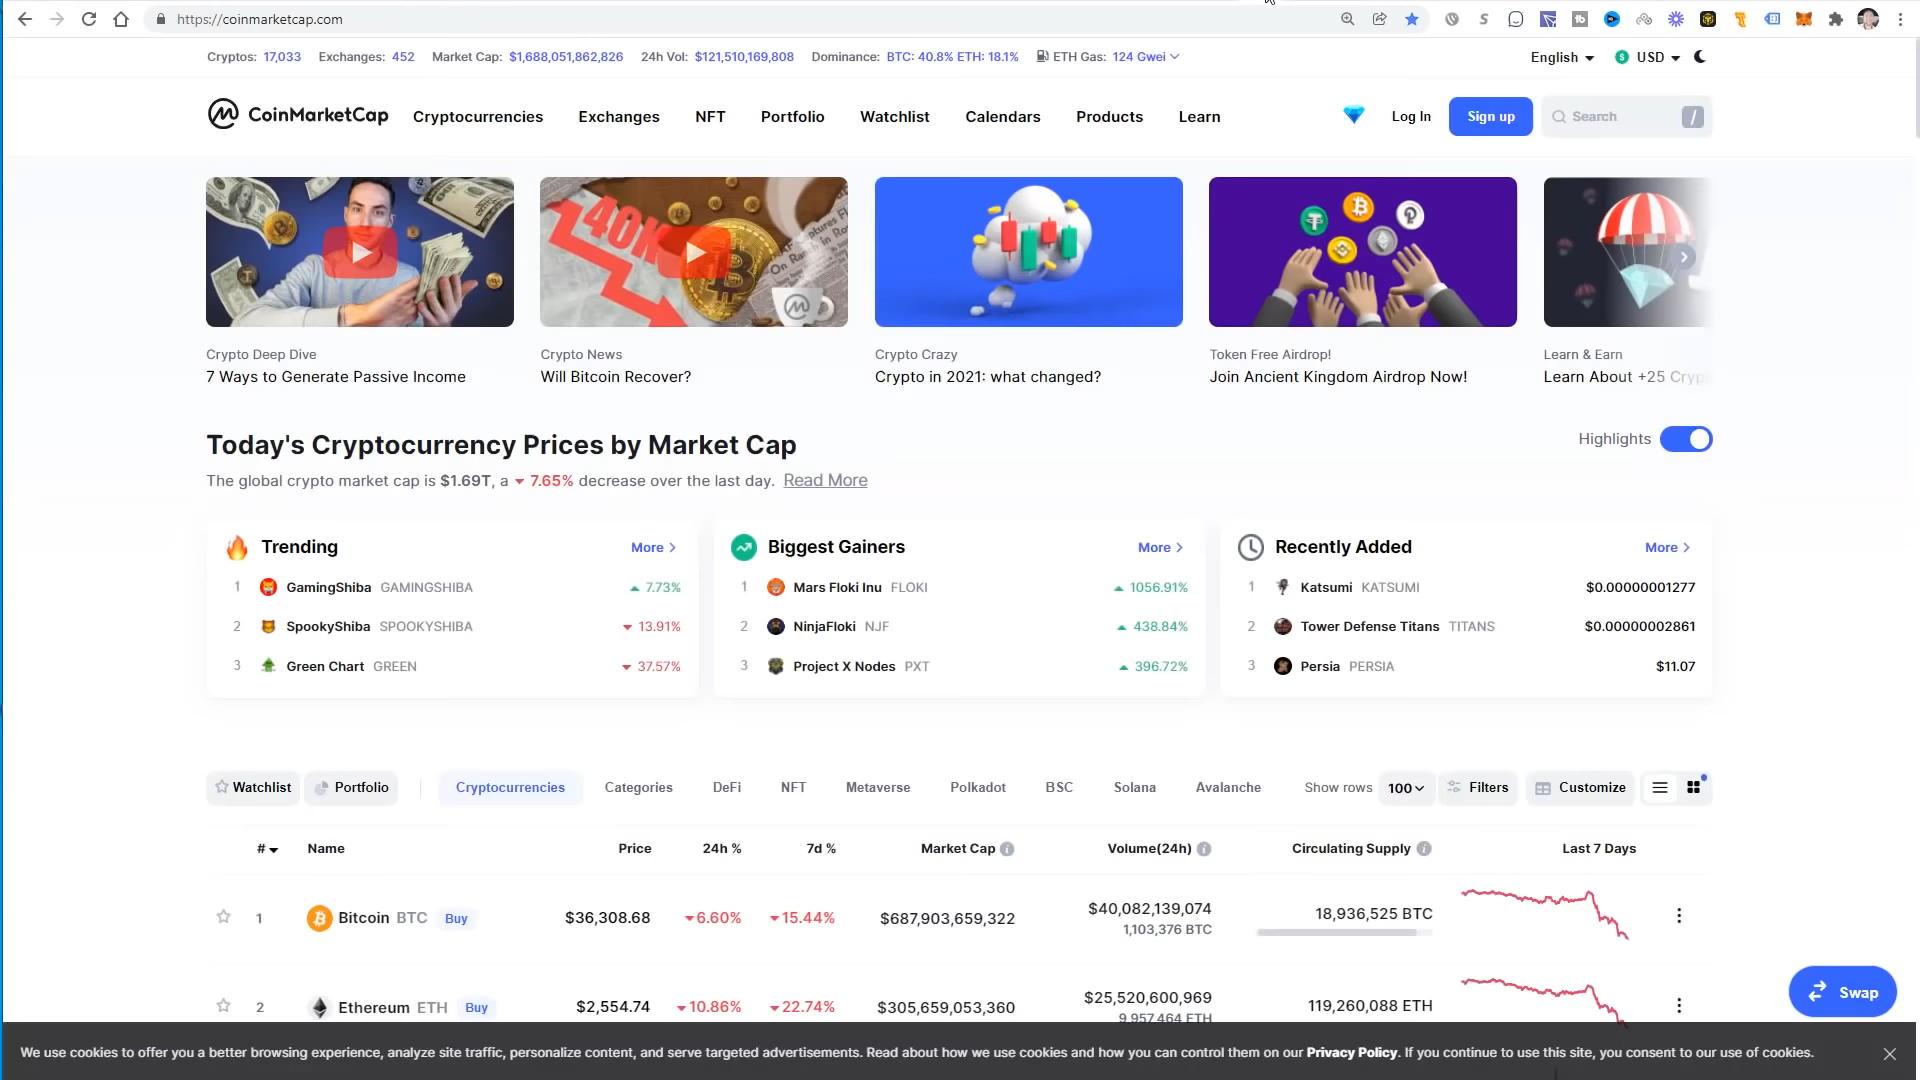 https://coinmarketcap.com
Cryptos: 17,033 Exchanges: 452 Market Cap: $1,688,051,862,826 24h Vol: $121,510,169,808 Dominance: BTC: 40.8% ETH: 18.1% ETH Gas: 124 Gwei English USD
CoinMarketCap Cryptocurrencies Exchanges NFT Portfolio Watchlist Calendars Products Learn Log In Sign up Search /
40K
Crypto Deep Dive
7 Ways to Generate Passive Income
Crypto News
Will Bitcoin Recover?
Crypto Crazy
Crypto in 2021: what changed?
Token Free Airdrop!
Join Ancient Kingdom Airdrop Now!
Learn & Earn
Learn About +25 Cryp
Today's Cryptocurrency Prices by Market Cap
Highlights
The global crypto market cap is $1.69T, a 7.65% decrease over the last day. Read More
Trending More
1 GamingShiba GAMINGSHIBA 7.73%
2 SpookyShiba SPOOKYSHIBA 13.91%
3 Green Chart GREEN 37.57%
Biggest Gainers More
1 Mars Floki Inu FLOKI 1056.91%
2 NinjaFloki NJF 438.84%
3 Project X Nodes PXT 396.72%
Recently Added More
1 Katsumi KATSUMI $0.00000001277
2 Tower Defense Titans TITANS $0.00000002861
3 Persia PERSIA $11.07
Watchlist Portfolio Cryptocurrencies Categories DeFi NFT Metaverse Polkadot BSC Solana Avalanche Show rows 100 Filters Customize
# Name Price 24h % 7d % Market Cap Volume(24h) Circulating Supply Last 7 Days
1 Bitcoin BTC Buy $36,308.68 6.60% 15.44% $687,903,659,322 $40,082,139,074 18,936,525 BTC
1,103,376 BTC
2 Ethereum ETH Buy $2,554.74 10.86% 22.74% $305,659,053,360 $25,520,600,969 119,260,088 ETH
9,957,464 ETH
Swap
We use cookies to offer you a better browsing experience, analyze site traffic, personalize content, and serve targeted advertisements. Read about how we use cookies and how you can control them on our Privacy Policy. If you continue to use this site, you consent to our use of cookies.